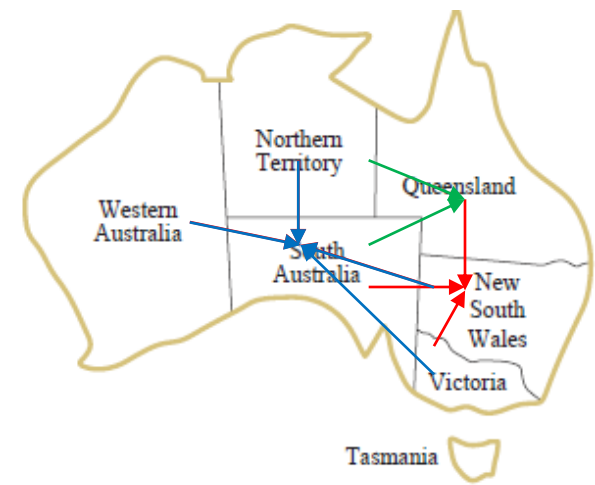 Northern
Territory
Queensland
Western
Australia
South
Australia
New
South
Wales
Victoria
Tasmania